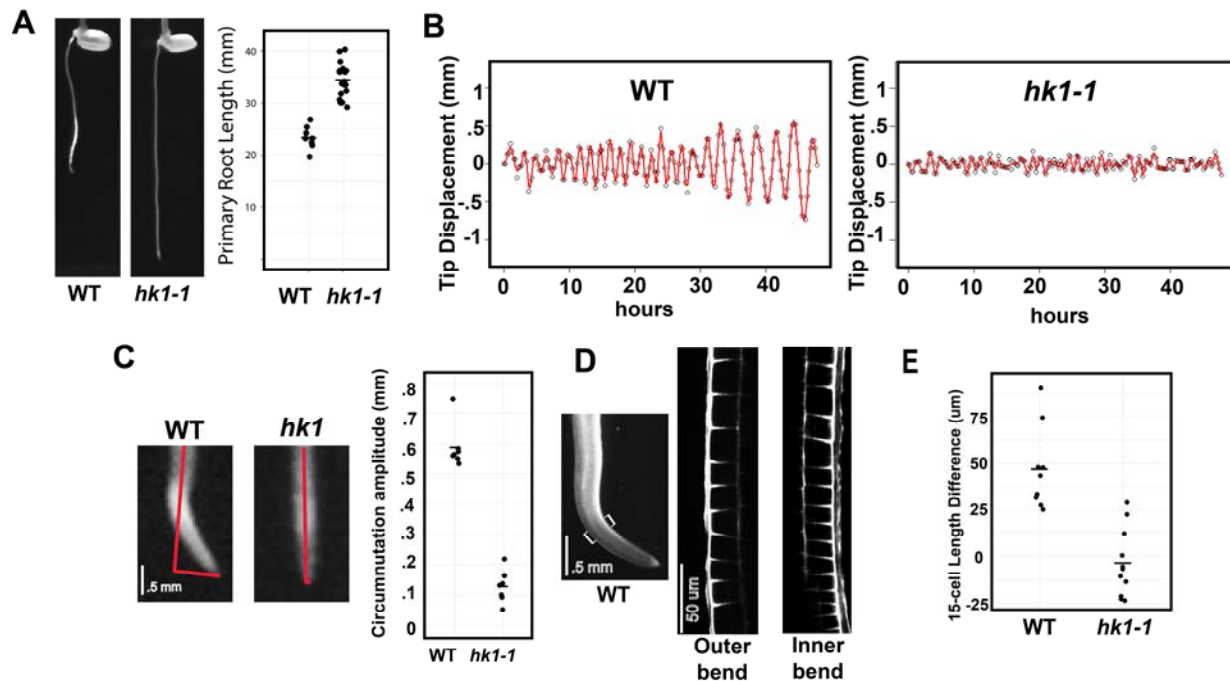 A
WT
hk1-1
Primary Root Length (mm)
40
30
20
10
WT hk1-1
B
Tip Displacement (mm)
1
.5
0
-.5
-1
WT
0 10 20 30 40
hours
Tip Displacement (mm)
1
.5
0
-.5
-1
hk1-1
0 10 20 30 40
hours
C
WT
.5 mm
hk1
Circumnutation amplitude (mm)
.8
.7
.6
.5
.4
.3
.2
.1
0
WT hk1-1
D
.5 mm
WT
50 um
Outer
bend
Inner
bend
E
15-cell Length Difference (um)
75
50
25
0
-25
WT hk1-1